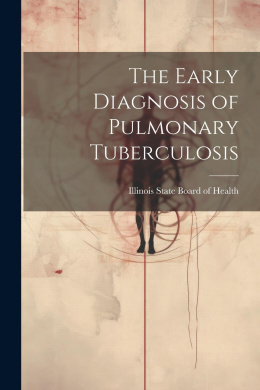 The Early
Diagnosis of
Pulmonary
Tuberculosis
Illinois State Board of Health